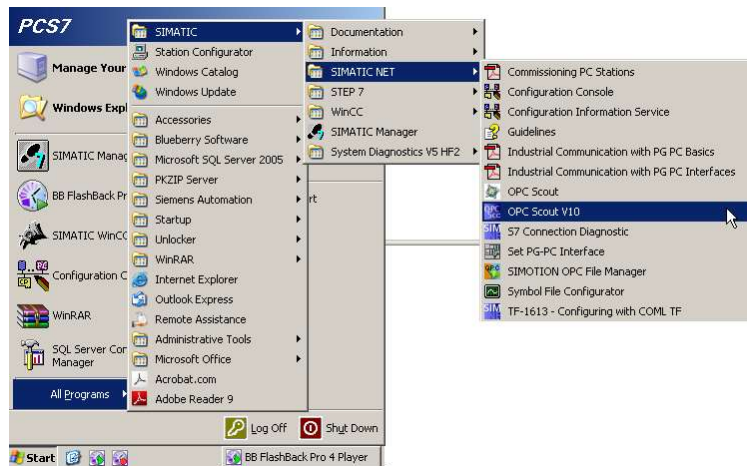 PCS7
Manage Your
Windows Expl
SIMATIC Manag
BB FlashBack Pr
SIMATIC WinCC
Configuration C
WinRAR
SQL Server Cor
Manager
All Programs
rt
Log Off
Shut Down
Start
BB FlashBack Pro 4 Player
SIMATIC
Station Configurator
Windows Catalog
Windows Update
Accessories
Blueberry Software
Microsoft SQL Server 2005
PKZIP Server
Siemens Automation
Startup
Unlocker
WinRAR
Internet Explorer
Outlook Express
Remote Assistance
Administrative Tools
Microsoft Office
Acrobat.com
Adobe Reader 9
Documentation
Information
SIMATIC NET
STEP 7
WinCC
SIMATIC Manager
System Diagnostics V5 HF2
Commissioning PC Stations
Configuration Console
Configuration Information Service
Guidelines
Industrial Communication with PG PC Basics
Industrial Communication with PG PC Interfaces
OPC Scout
OPC Scout V10
S7 Connection Diagnostic
Set PG-PC Interface
SIMOTION OPC File Manager
Symbol File Configurator
TF-1613 - Configuring with COML TF